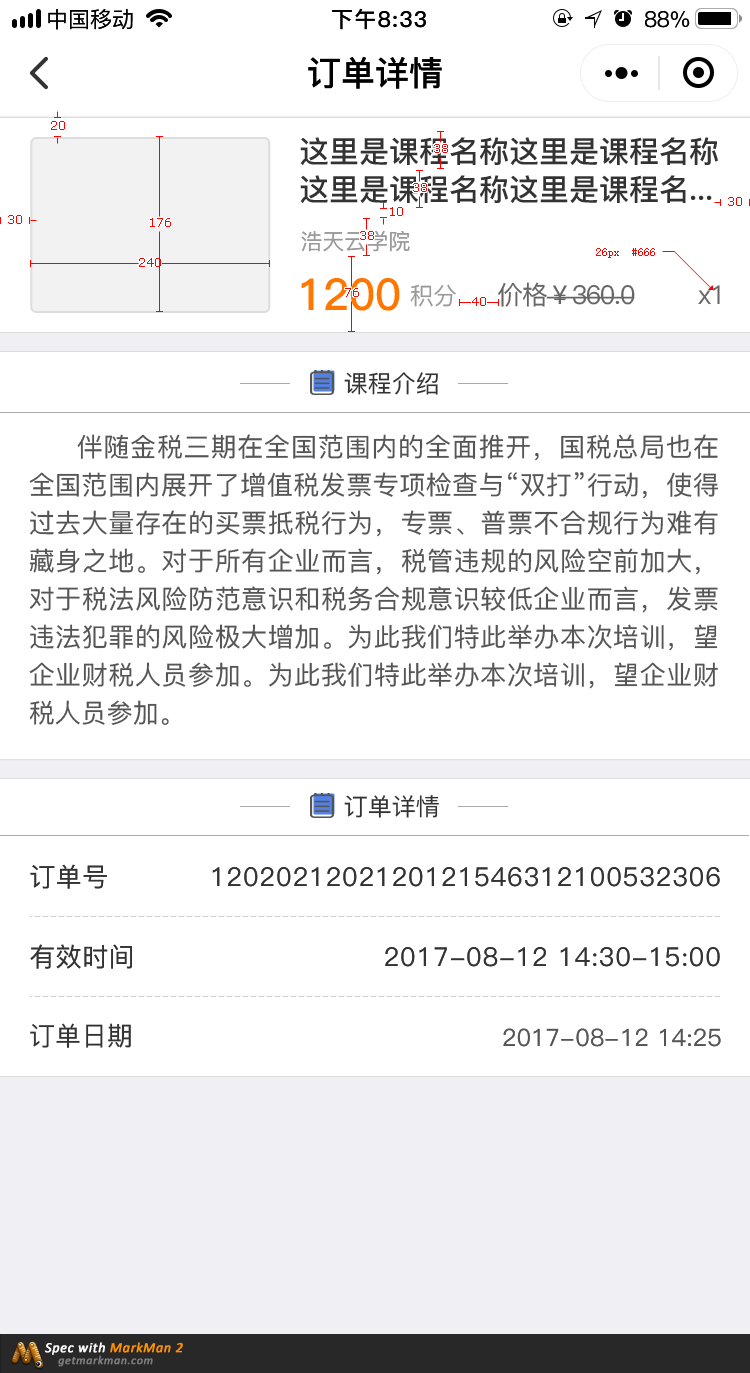 中国移动 下午8:33 88%
订单详情
20
这里是课程名称这里是课程名称
38
这里是课程名称这里是课程名...
38
30
10
30
176
浩天云学院
38
26px #666
240
1200 积分 价格￥360.0 x1
76
40
课程介绍
伴随金税三期在全国范围内的全面推开，国税总局也在
全国范围内展开了增值税发票专项检查与“双打”行动，使得
过去大量存在的买票抵税行为，专票、普票不合规行为难有
藏身之地。对于所有企业而言，税管违规的风险空前加大，
对于税法风险防范意识和税务合规意识较低企业而言，发票
违法犯罪的风险极大增加。为此我们特此举办本次培训，望
企业财税人员参加。为此我们特此举办本次培训，望企业财
税人员参加。
订单详情
订单号 1202021202120121546312100532306
有效时间 2017-08-12 14:30-15:00
订单日期 2017-08-12 14:25
Spec with MarkMan 2
getmarkman.com